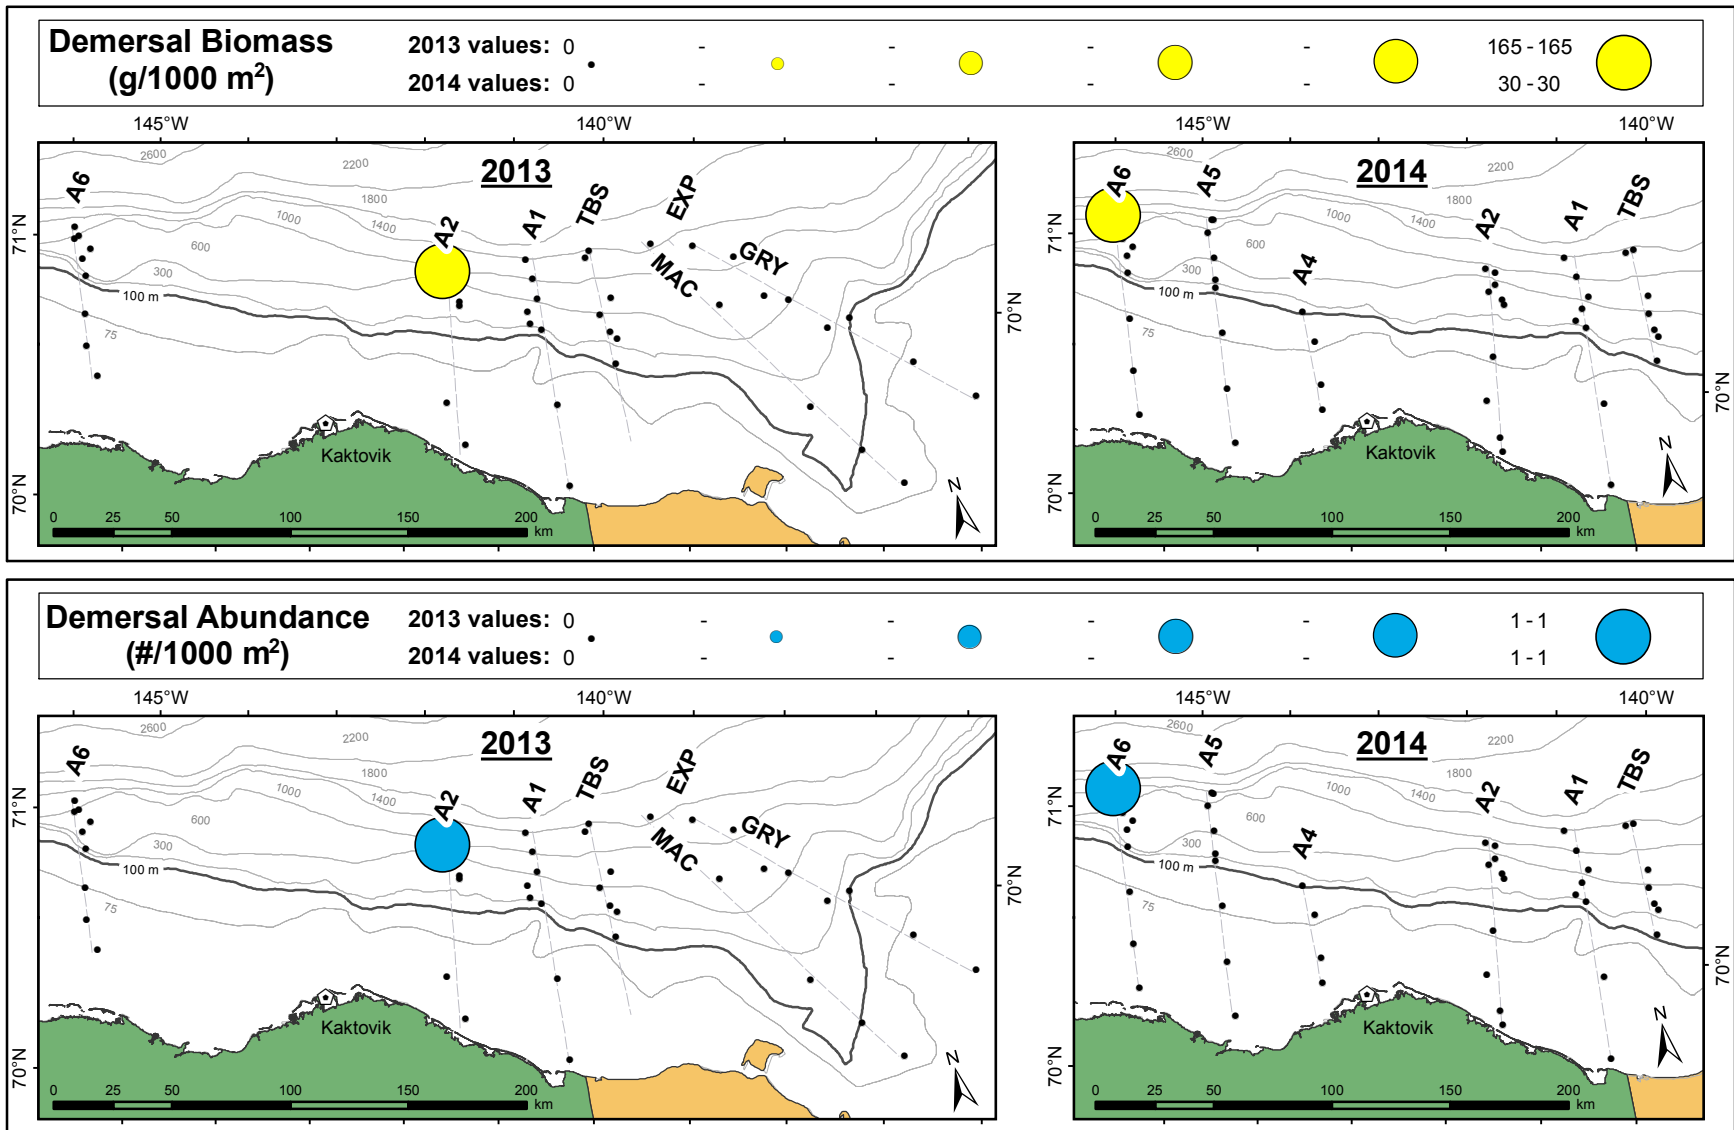 Demersal Biomass
(g/1000 m²)
2013 values: 0 - - - - 165 - 165
2014 values: 0 - - - - 30 - 30
145°W 140°W 145°W 140°W
2013
A6 A2 A1 TBS EXP MAC GRY
2600 2200 1800 1400 1000 600 300 100 m 75
71°N 70°N 70°N
Kaktovik
N
0 25 50 100 150 200 km
2014
A6 A5 A4 A2 A1 TBS
2600 2200 1800 1400 1000 600 300 100 m 75
71°N 70°N 70°N
Kaktovik
N
0 25 50 100 150 200 km
Demersal Abundance
(#/1000 m²)
2013 values: 0 - - - - 1 - 1
2014 values: 0 - - - - 1 - 1
145°W 140°W 145°W 140°W
2013
A6 A2 A1 TBS EXP MAC GRY
2600 2200 1800 1400 1000 600 300 100 m 75
71°N 70°N 70°N
Kaktovik
N
0 25 50 100 150 200 km
2014
A6 A5 A4 A2 A1 TBS
2600 2200 1800 1400 1000 600 300 100 m 75
71°N 70°N 70°N
Kaktovik
N
0 25 50 100 150 200 km